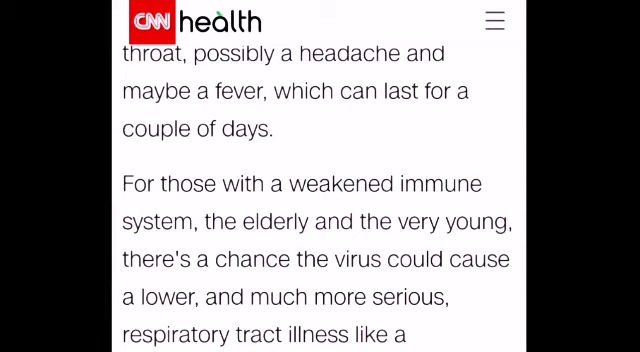 CNN health
throat, possibly a headache and
maybe a fever, which can last for a
couple of days.
For those with a weakened immune
system, the elderly and the very young,
there's a chance the virus could cause
a lower, and much more serious,
respiratory tract illness like a